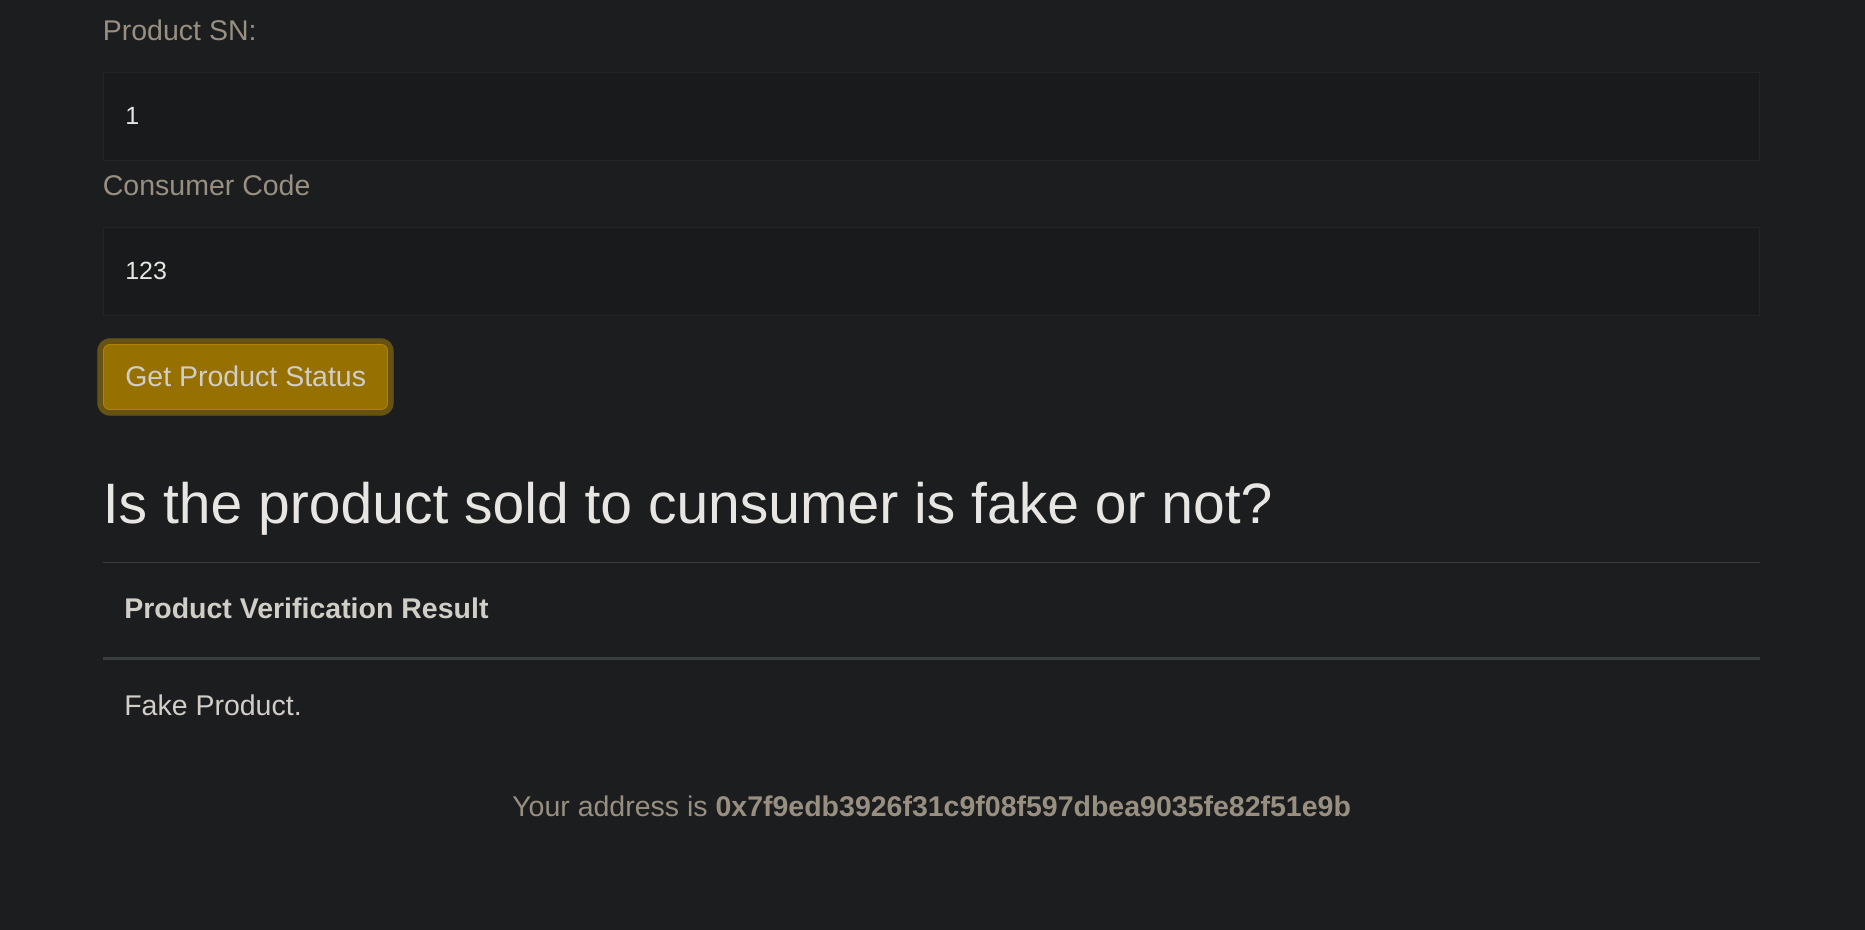 Product SN:
1
Consumer Code
123
Get Product Status
Is the product sold to cunsumer is fake or not?
Product Verification Result
Fake Product.
Your address is 0x7f9edb3926f31c9f08f597dbea9035fe82f51e9b